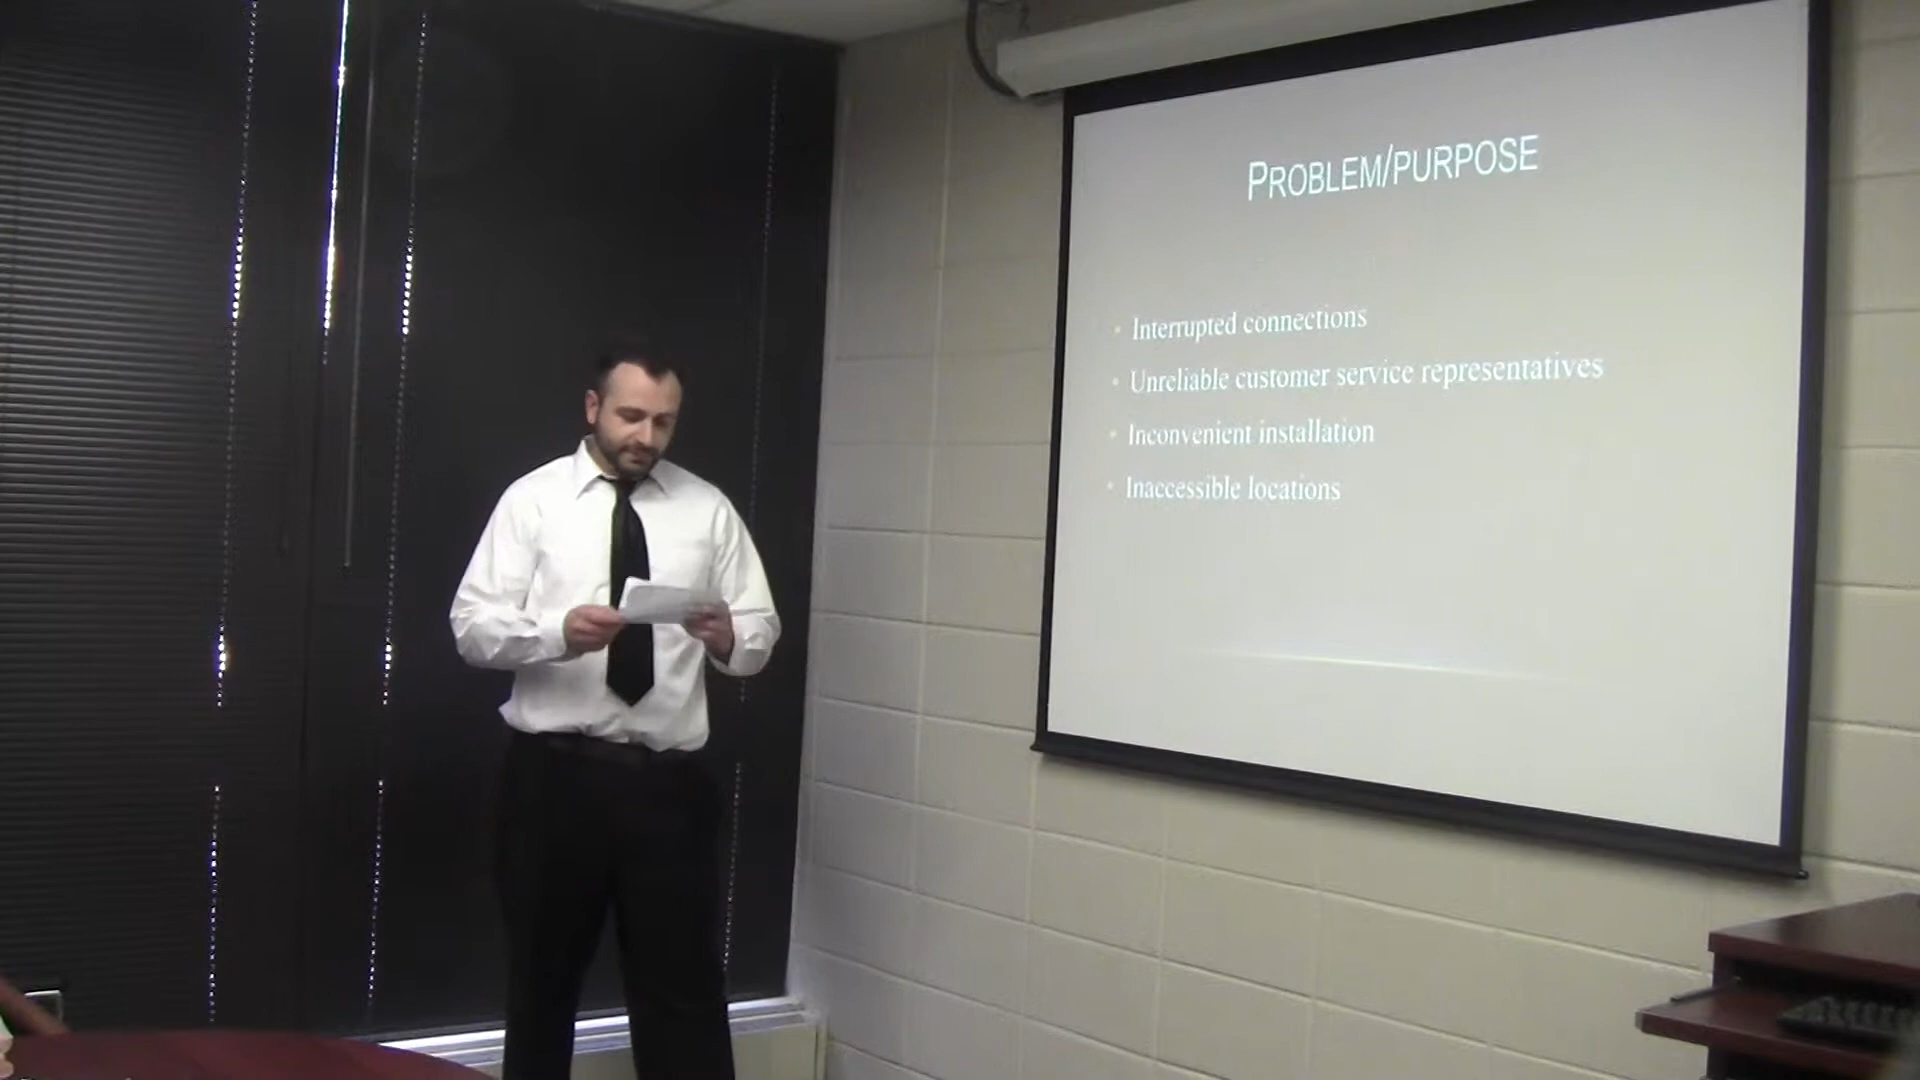 PROBLEM/PURPOSE
• Interrupted connections
• Unreliable customer service representatives
• Inconvenient installation
• Inaccessible locations